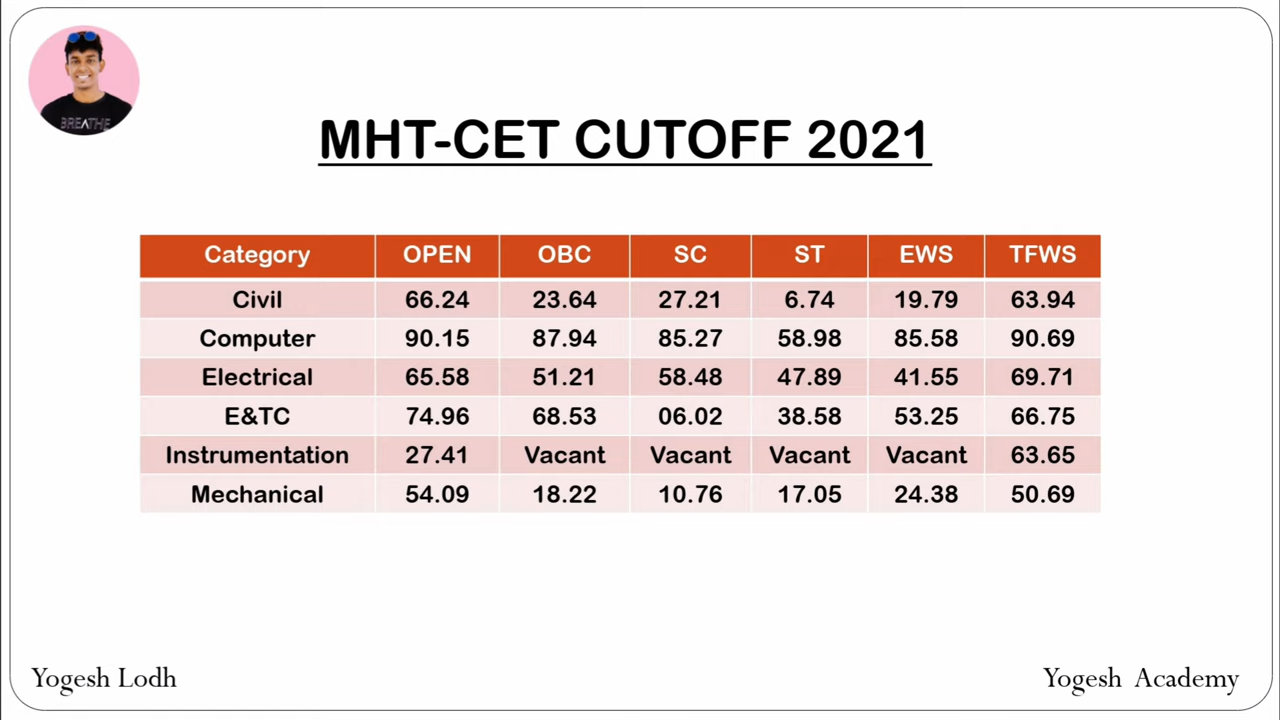 BREATHE
MHT-CET CUTOFF 2021
Category OPEN OBC SC ST EWS TFWS
Civil 66.24 23.64 27.21 6.74 19.79 63.94
Computer 90.15 87.94 85.27 58.98 85.58 90.69
Electrical 65.58 51.21 58.48 47.89 41.55 69.71
E&TC 74.96 68.53 06.02 38.58 53.25 66.75
Instrumentation 27.41 Vacant Vacant Vacant Vacant 63.65
Mechanical 54.09 18.22 10.76 17.05 24.38 50.69
Yogesh Lodh Yogesh Academy